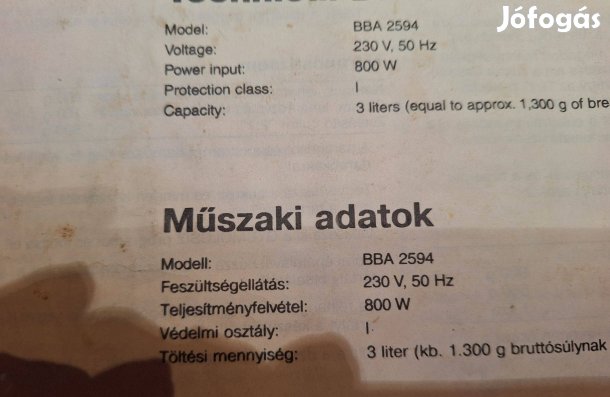 Jófogás
Model: BBA 2594
Voltage: 230 V, 50 Hz
Power input: 800 W
Protection class: I
Capacity: 3 liters (equal to approx. 1,300 g of bre
Műszaki adatok
Modell: BBA 2594
Feszültségellátás: 230 V, 50 Hz
Teljesítményfelvétel: 800 W
Védelmi osztály: I
Töltési mennyiség: 3 liter (kb. 1.300 g bruttósúlynak